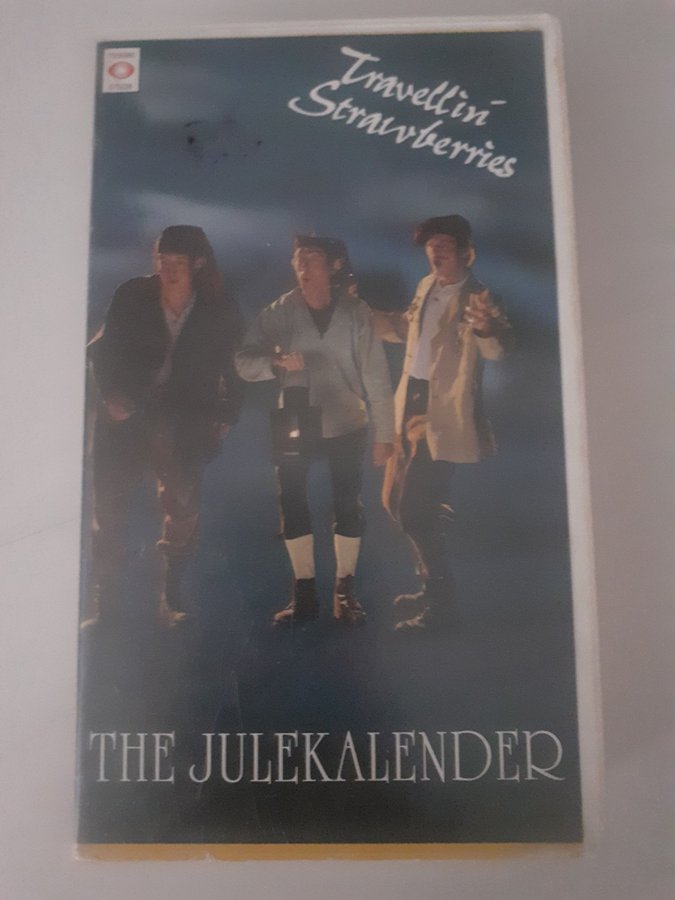 Travellin'
Strawberries
THE JULEKALENDER